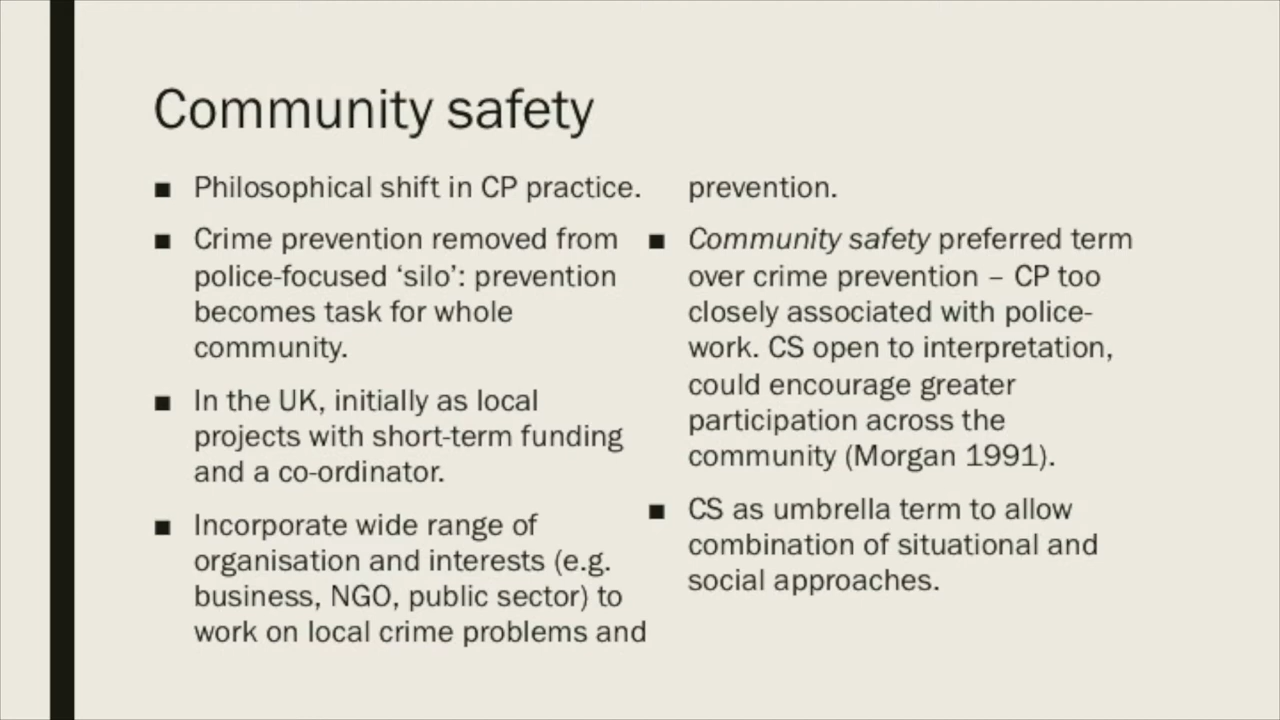 Community safety
■ Philosophical shift in CP practice.
■ Crime prevention removed from
police-focused ‘silo’: prevention
becomes task for whole
community.
■ In the UK, initially as local
projects with short-term funding
and a co-ordinator.
■ Incorporate wide range of
organisation and interests (e.g.
business, NGO, public sector) to
work on local crime problems and
prevention.
■ Community safety preferred term
over crime prevention – CP too
closely associated with police-
work. CS open to interpretation,
could encourage greater
participation across the
community (Morgan 1991).
■ CS as umbrella term to allow
combination of situational and
social approaches.